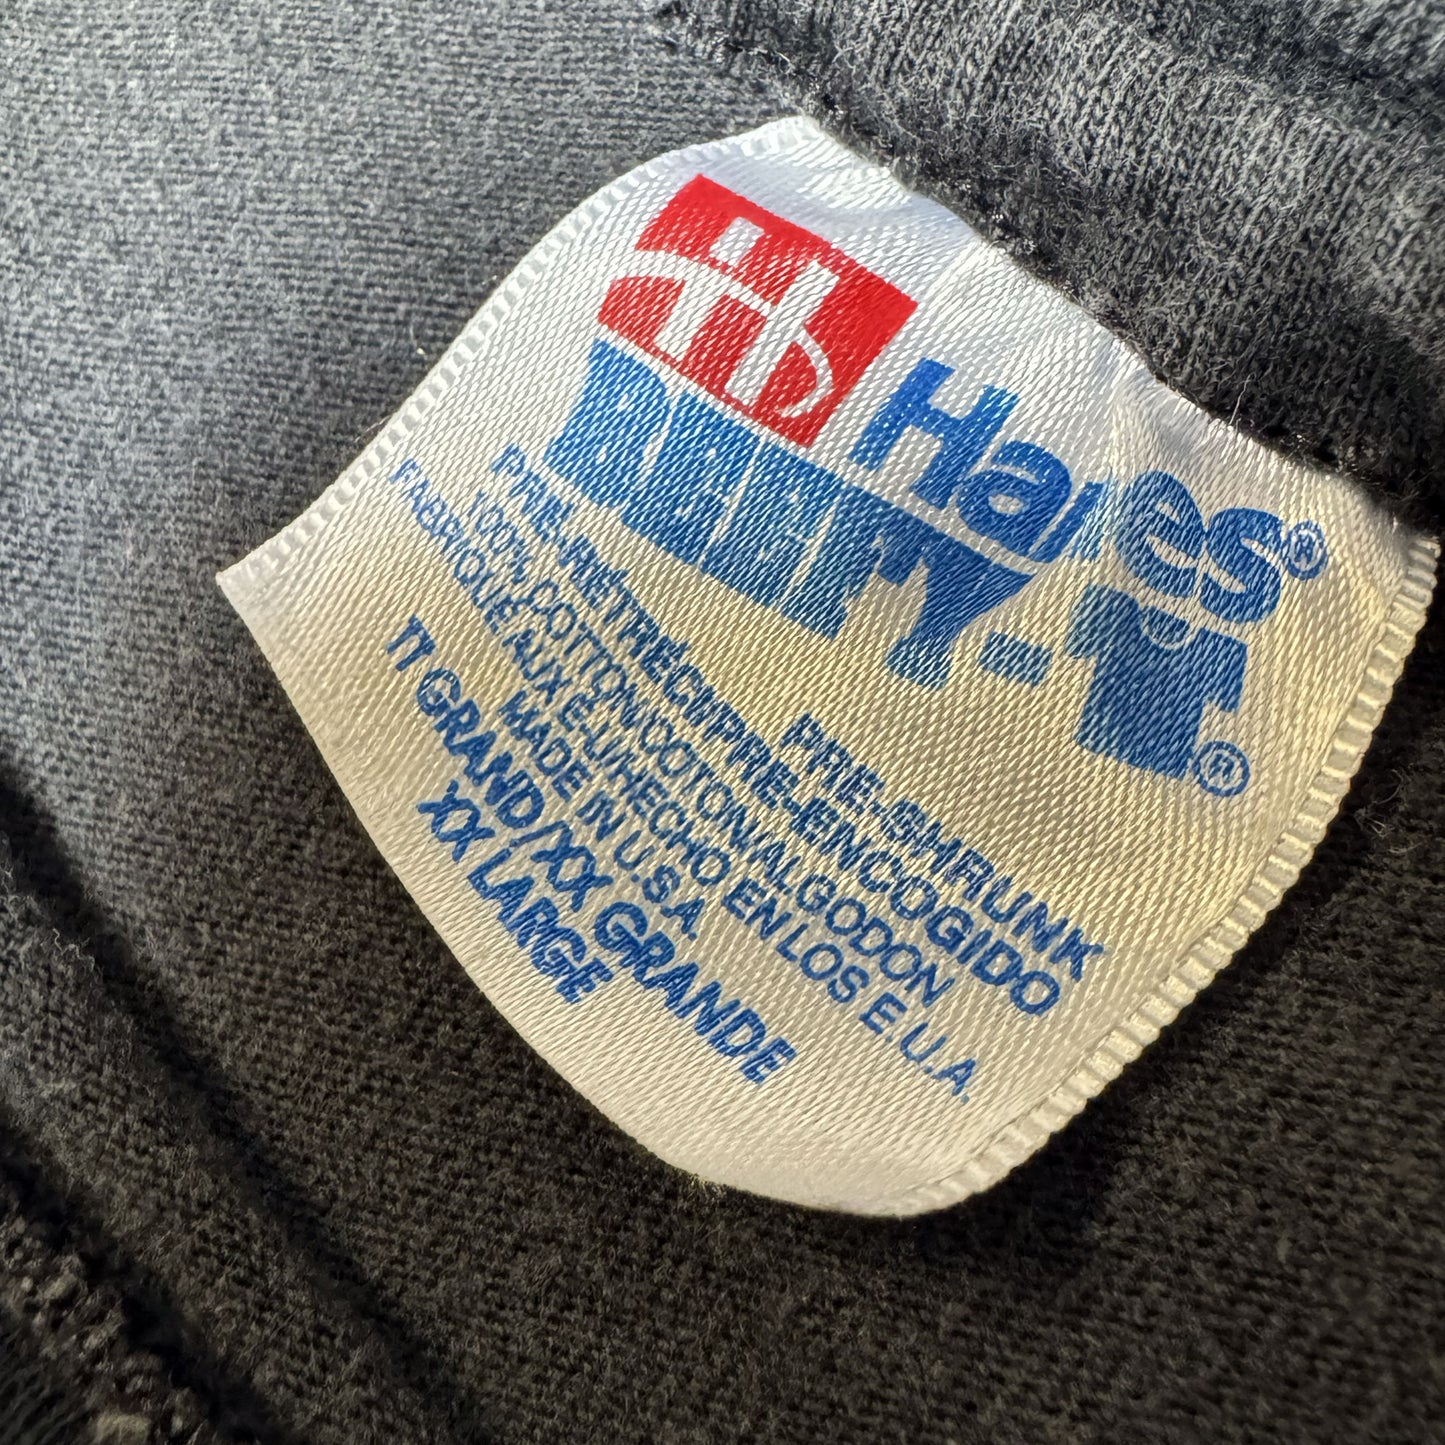 H
Hanes®
BEEFY-T®
PRE-SHRUNK
PRE-RÉTRÉCI/PRE-ENCOGIDO
100% COTTON/COTON/ALGODON
FABRIQUÉ AUX É-U/HECHO EN LOS E.U.A.
MADE IN U.S.A.
TT GRAND/XX GRANDE
XX LARGE